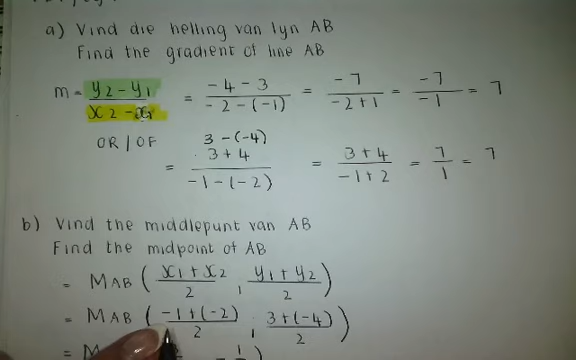 a) Vind die helling van lyn AB
Find the gradient of line AB
m = y2 - y1 / x2 - x1 = -4 - 3 / -2 - (-1) = -7 / -2 + 1 = -7 / -1 = 7
OR / OF
3 - (-4)
= 3 + 4 / -1 - (-2) = 3 + 4 / -1 + 2 = 7 / 1 = 7
b) Vind the middlepunt van AB
Find the midpoint of AB
= MAB ( x1 + x2 / 2 , y1 + y2 / 2 )
= MAB ( -1 + (-2) / 2 , 3 + (-4) / 2 )